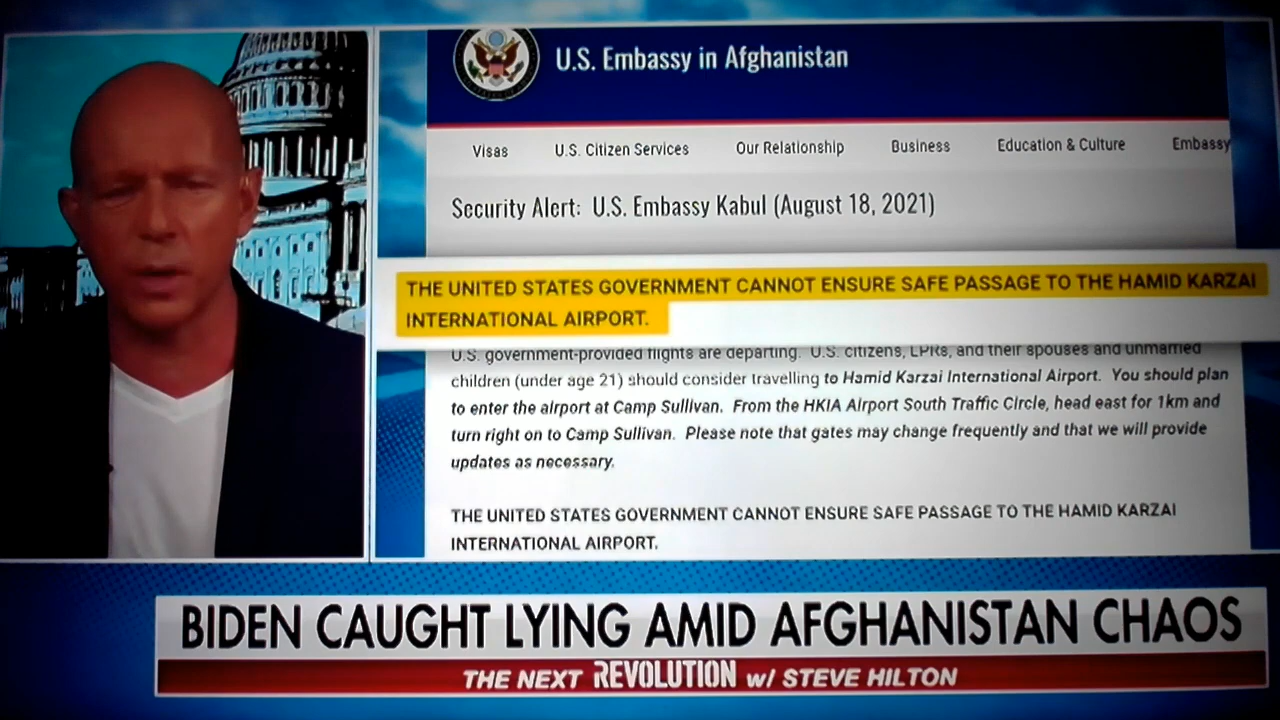 U.S. Embassy in Afghanistan
Visas U.S. Citizen Services Our Relationship Business Education & Culture Embassy
Security Alert: U.S. Embassy Kabul (August 18, 2021)
THE UNITED STATES GOVERNMENT CANNOT ENSURE SAFE PASSAGE TO THE HAMID KARZAI
INTERNATIONAL AIRPORT.
U.S. government-provided flights are departing. U.S. citizens, LPRs, and their spouses and unmarried
children (under age 21) should consider travelling to Hamid Karzai International Airport. You should plan
to enter the airport at Camp Sullivan. From the HKIA Airport South Traffic Circle, head east for 1km and
turn right on to Camp Sullivan. Please note that gates may change frequently and that we will provide
updates as necessary.
THE UNITED STATES GOVERNMENT CANNOT ENSURE SAFE PASSAGE TO THE HAMID KARZAI
INTERNATIONAL AIRPORT.
BIDEN CAUGHT LYING AMID AFGHANISTAN CHAOS
THE NEXT REVOLUTION w/ STEVE HILTON